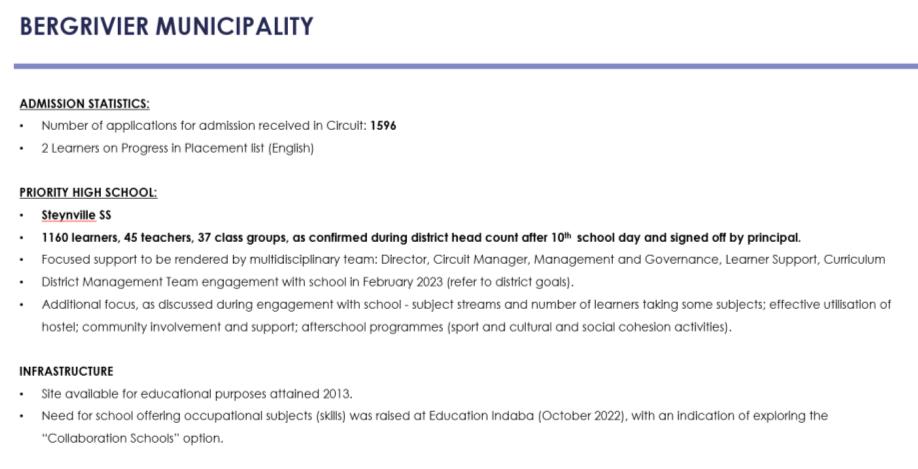 BERGRIVIER MUNICIPALITY
ADMISSION STATISTICS:
• Number of applications for admission received in Circuit: 1596
• 2 Learners on Progress in Placement list (English)
PRIORITY HIGH SCHOOL:
• Steynville SS
• 1160 learners, 45 teachers, 37 class groups, as confirmed during district head count after 10th school day and signed off by principal.
• Focused support to be rendered by multidisciplinary team: Director, Circuit Manager, Management and Governance, Learner Support, Curriculum
• District Management Team engagement with school in February 2023 (refer to district goals).
• Additional focus, as discussed during engagement with school - subject streams and number of learners taking some subjects; effective utilisation of
hostel; community involvement and support; afterschool programmes (sport and cultural and social cohesion activities).
INFRASTRUCTURE
• Site available for educational purposes attained 2013.
• Need for school offering occupational subjects (skills) was raised at Education Indaba (October 2022), with an indication of exploring the
“Collaboration Schools” option.